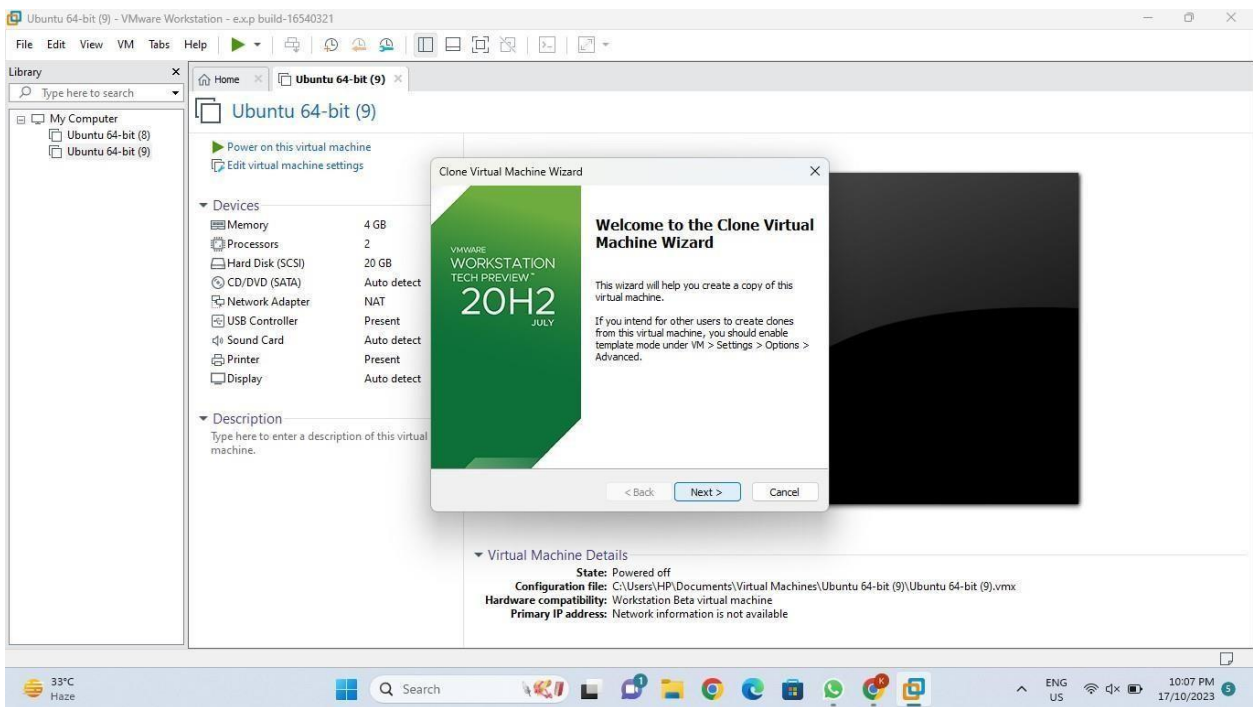 Ubuntu 64-bit (9) - VMware Workstation - e.x.p build-16540321
File Edit View VM Tabs Help
Library
Type here to search
My Computer
Ubuntu 64-bit (8)
Ubuntu 64-bit (9)
Home
Ubuntu 64-bit (9)
Ubuntu 64-bit (9)
Power on this virtual machine
Edit virtual machine settings
Devices
Memory 4 GB
Processors 2
Hard Disk (SCSI) 20 GB
CD/DVD (SATA) Auto detect
Network Adapter NAT
USB Controller Present
Sound Card Auto detect
Printer Present
Display Auto detect
Description
Type here to enter a description of this virtual
machine.
Clone Virtual Machine Wizard
VMWARE
WORKSTATION
TECH PREVIEW
20H2
JULY
Welcome to the Clone Virtual
Machine Wizard
This wizard will help you create a copy of this
virtual machine.
If you intend for other users to create clones
from this virtual machine, you should enable
template mode under VM > Settings > Options >
Advanced.
< Back Next > Cancel
Virtual Machine Details
State: Powered off
Configuration file: C:\Users\HP\Documents\Virtual Machines\Ubuntu 64-bit (9)\Ubuntu 64-bit (9).vmx
Hardware compatibility: Workstation Beta virtual machine
Primary IP address: Network information is not available
33°C
Haze
Search
ENG
US
10:07 PM
17/10/2023
5